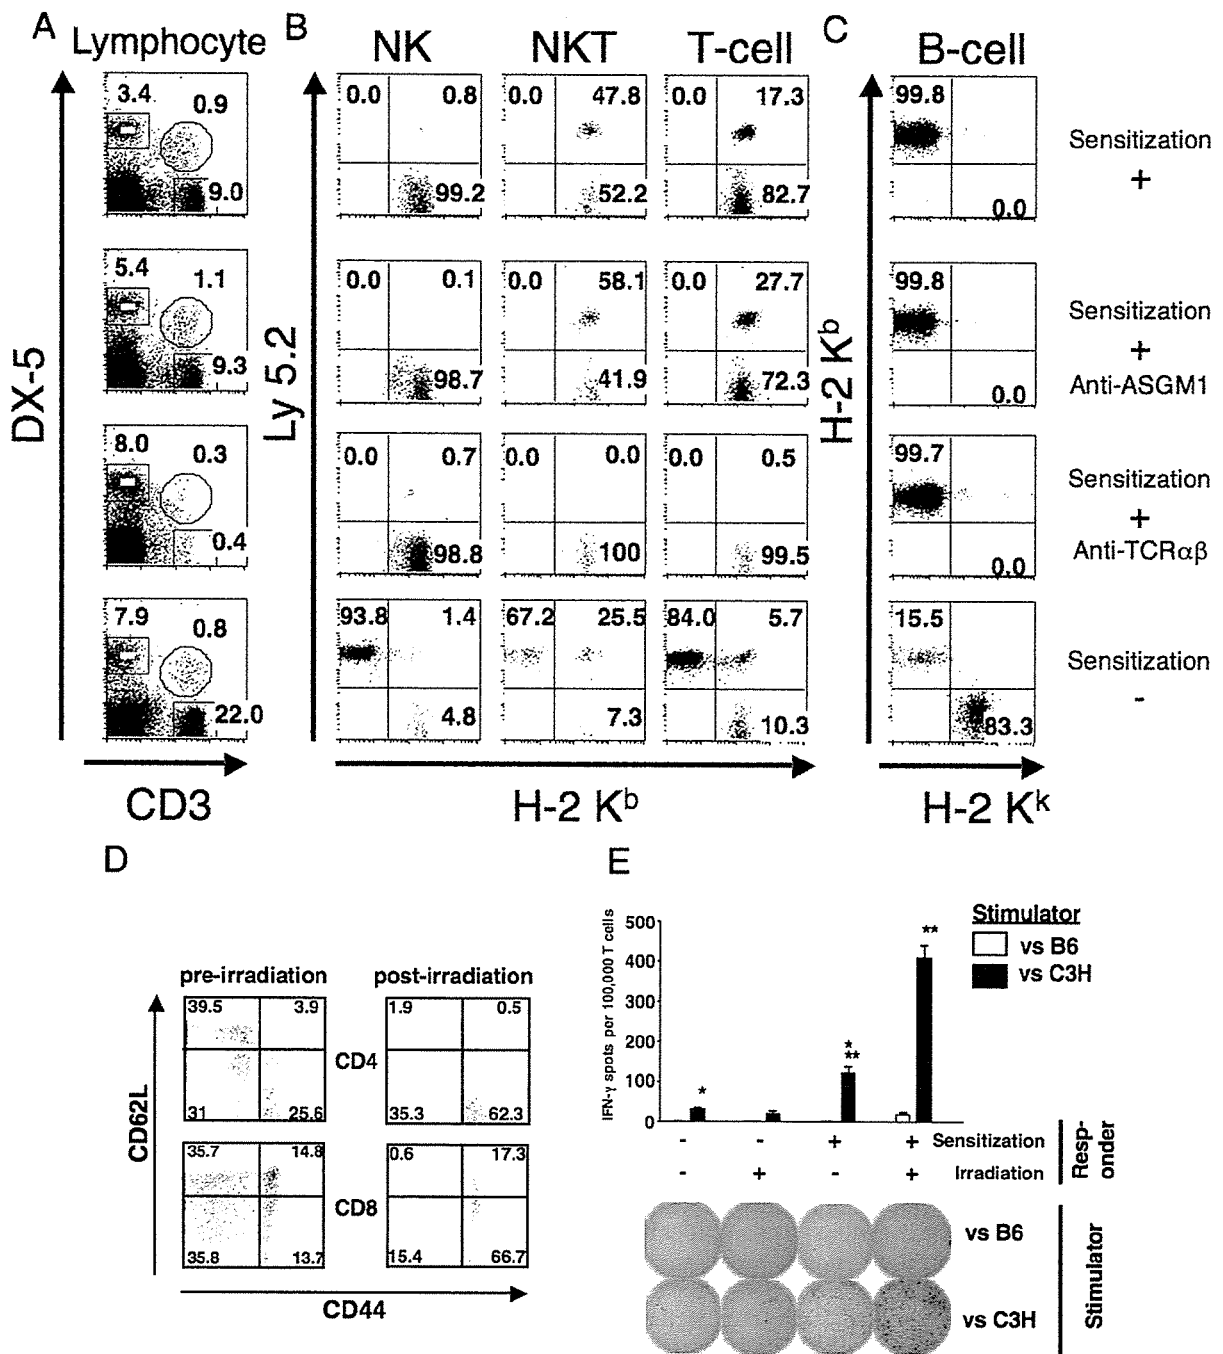 A
Lymphocyte
B
NK
NKT
T-cell
C
B-cell
3.4
0.9
9.0
0.0
0.8
99.2
0.0
47.8
52.2
0.0
17.3
82.7
99.8
0.0
Sensitization
+
5.4
1.1
9.3
0.0
0.1
98.7
0.0
58.1
41.9
0.0
27.7
72.3
99.8
0.0
Sensitization
+
Anti-ASGM1
8.0
0.3
0.4
0.0
0.7
98.8
0.0
0.0
100
0.0
0.5
99.5
99.7
0.0
Sensitization
+
Anti-TCRαβ
7.9
0.8
22.0
93.8
1.4
4.8
67.2
25.5
7.3
84.0
5.7
10.3
15.5
83.3
Sensitization
-
DX-5
Ly 5.2
H-2 Kb
CD3
H-2 Kb
H-2 Kk
D
pre-irradiation
post-irradiation
39.5
3.9
31
25.6
CD4
1.9
0.5
35.3
62.3
35.7
14.8
35.8
13.7
CD8
0.6
17.3
15.4
66.7
CD62L
CD44
E
IFN-γ spots per 100,000 T cells
500
400
300
200
100
0
*
*
**
**
Stimulator
vs B6
vs C3H
- - + + Sensitization
- + - + Irradiation
Resp-
onder
vs B6
vs C3H
Stimulator